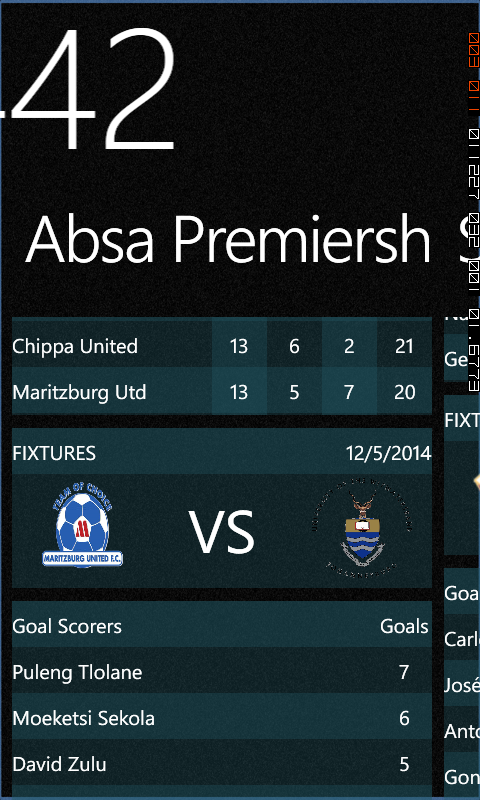 42
Absa Premiersh
Chippa United 13 6 2 21
Maritzburg Utd 13 5 7 20
FIXTURES 12/5/2014
TEAM OF CHOICE
MARITZBURG UNITED F.C.
VS
Goal Scorers Goals
Puleng Tlolane 7
Moeketsi Sekola 6
David Zulu 5
S
Ge
FIXT
Goa
Carl
José
Anto
Gon